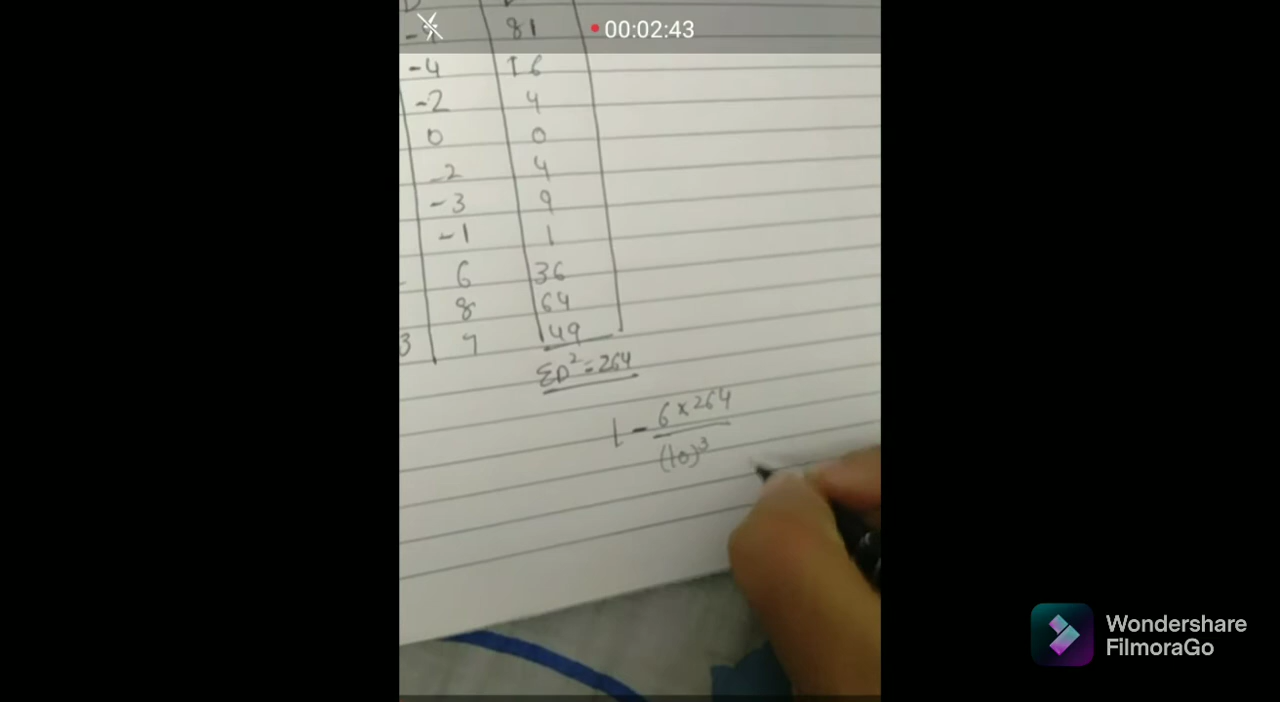 00:02:43
81
-4 16
-2 4
0 0
-2 4
-3 9
-1 1
6 36
8 64
3 7 49
ΣD²=264
1 - 6×264
(10)³
Wondershare
FilmoraGo